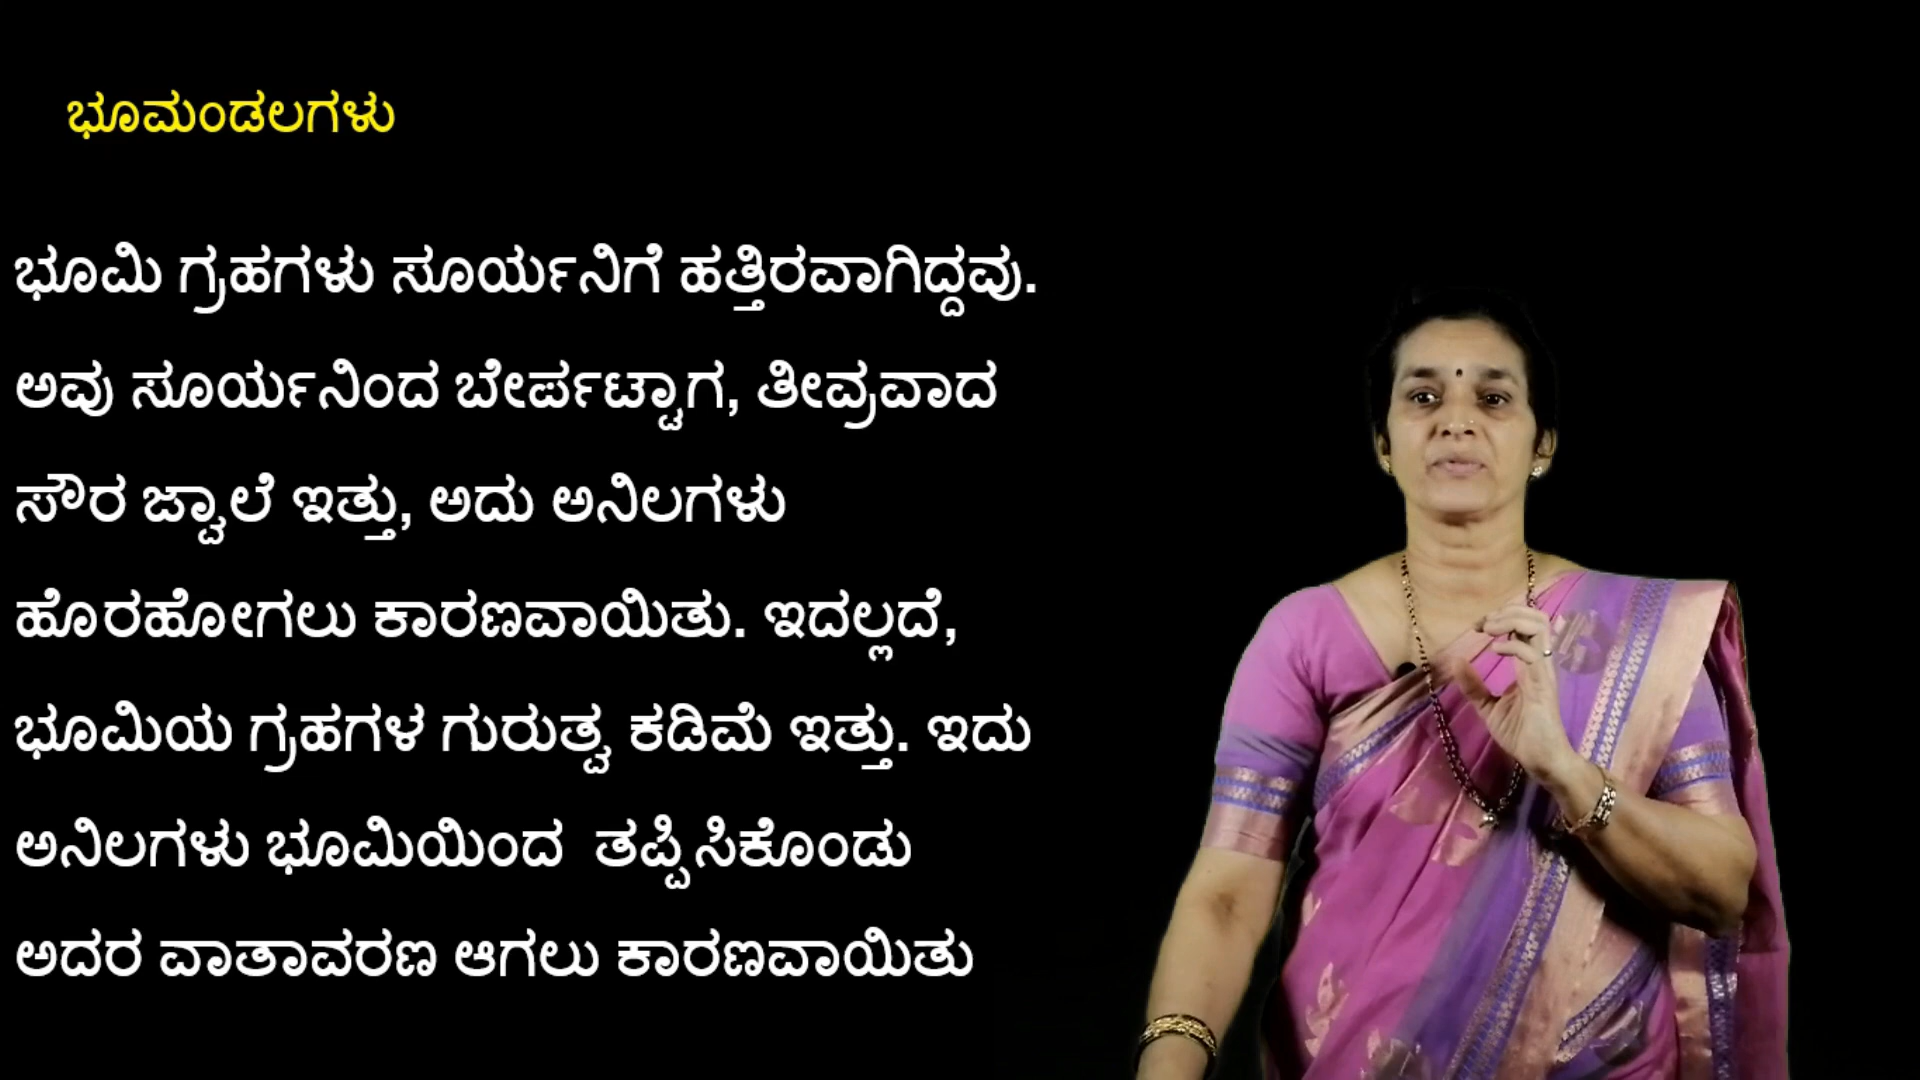 ಭೂಮಂಡಲಗಳು
ಭೂಮಿ ಗ್ರಹಗಳು ಸೂರ್ಯನಿಗೆ ಹತ್ತಿರವಾಗಿದ್ದವು.
ಅವು ಸೂರ್ಯನಿಂದ ಬೇರ್ಪಟ್ಟಾಗ, ತೀವ್ರವಾದ
ಸೌರ ಜ್ವಾಲೆ ಇತ್ತು, ಅದು ಅನಿಲಗಳು
ಹೊರಹೋಗಲು ಕಾರಣವಾಯಿತು. ಇದಲ್ಲದೆ,
ಭೂಮಿಯ ಗ್ರಹಗಳ ಗುರುತ್ವ ಕಡಿಮೆ ಇತ್ತು. ಇದು
ಅನಿಲಗಳು ಭೂಮಿಯಿಂದ ತಪ್ಪಿಸಿಕೊಂಡು
ಅದರ ವಾತಾವರಣ ಆಗಲು ಕಾರಣವಾಯಿತು